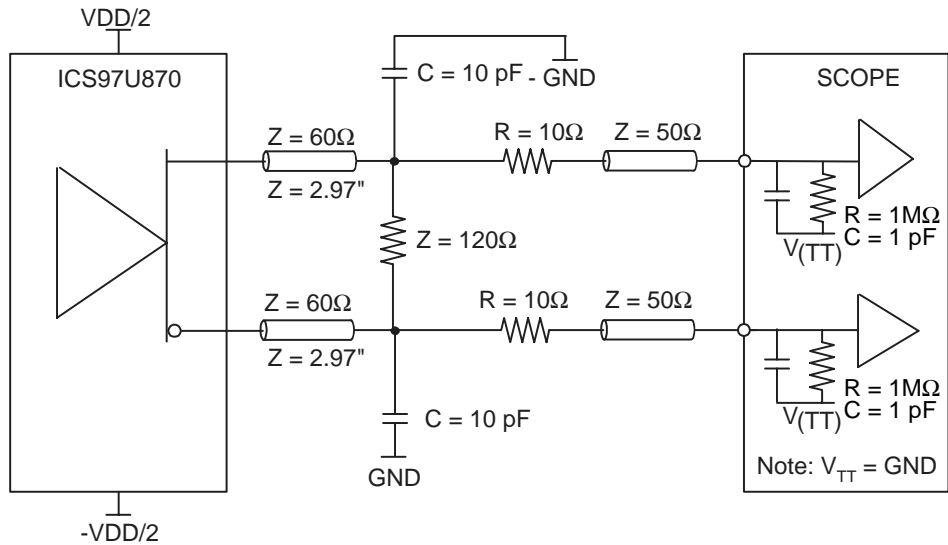 VDD/2
ICS97U870
C = 10 pF
- GND
SCOPE
Z = 60Ω
R = 10Ω
Z = 50Ω
Z = 2.97"
R = 1MΩ
C = 1 pF
V(TT)
Z = 120Ω
Z = 60Ω
R = 10Ω
Z = 50Ω
Z = 2.97"
R = 1MΩ
C = 1 pF
V(TT)
C = 10 pF
GND
Note: VTT = GND
-VDD/2